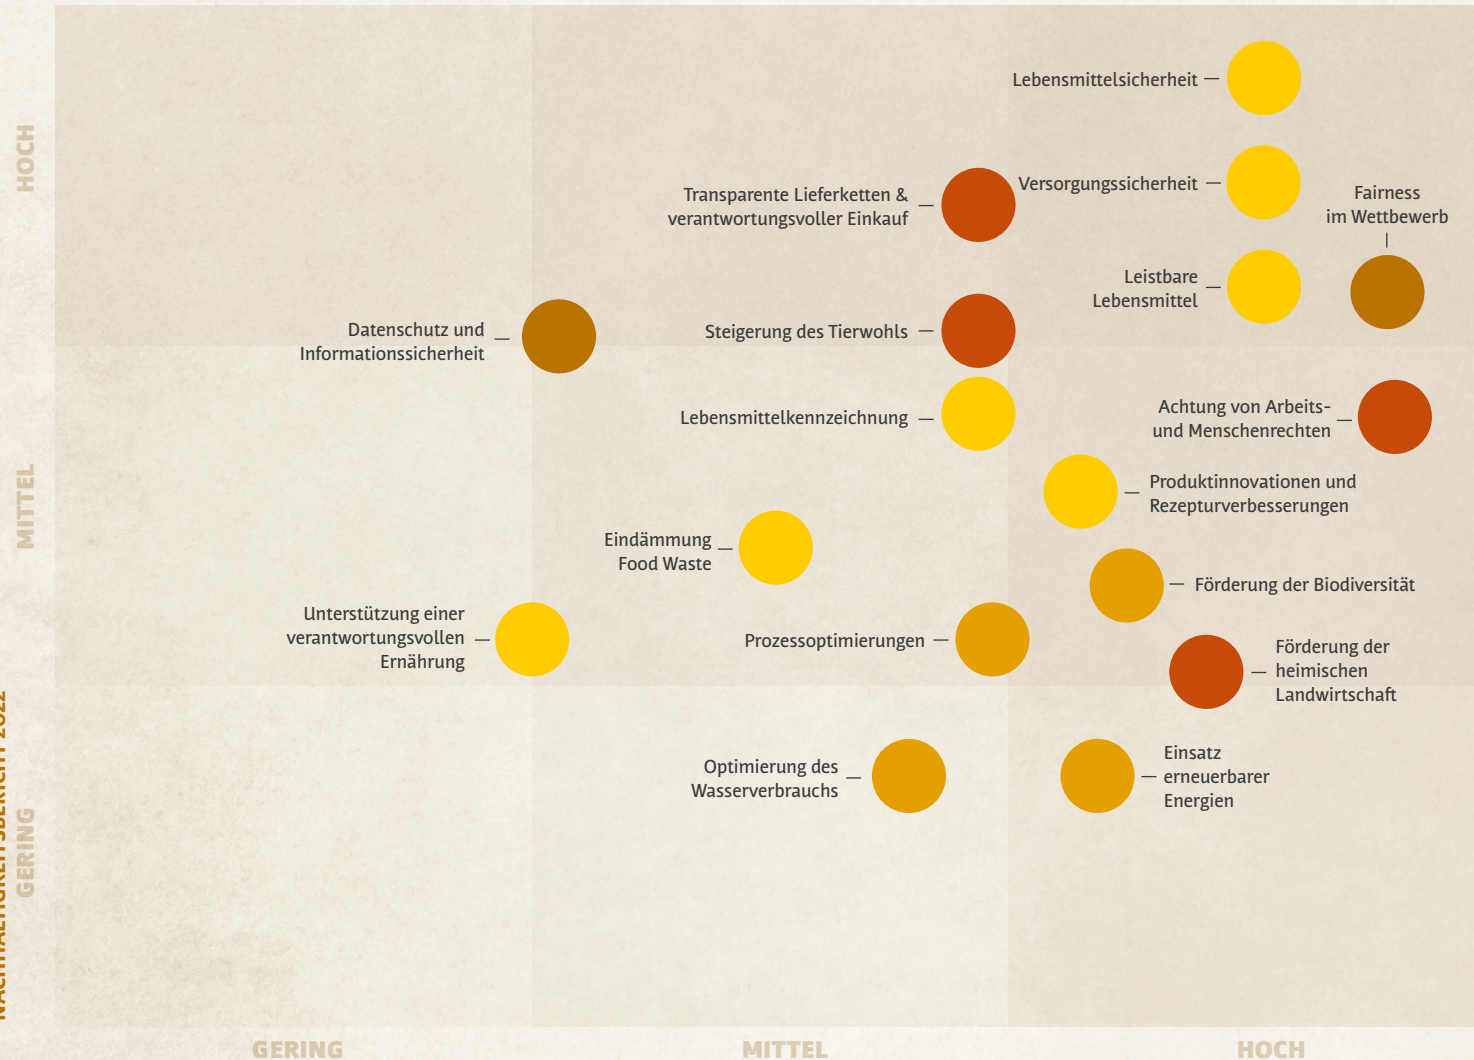 Lebensmittelsicherheit
HOCH
Transparente Lieferketten &
verantwortungsvoller Einkauf
Versorgungssicherheit
Fairness
im Wettbewerb
Leistbare
Lebensmittel
Datenschutz und
Informationssicherheit
Steigerung des Tierwohls
Lebensmittelkennzeichnung
Achtung von Arbeits-
und Menschenrechten
MITTEL
Produktinnovationen und
Rezepturverbesserungen
Eindämmung
Food Waste
Förderung der Biodiversität
Unterstützung einer
verantwortungsvollen
Ernährung
Prozessoptimierungen
Förderung der
heimischen
Landwirtschaft
NACHHALTIGKEITSBERICHT 2022
GERING
Optimierung des
Wasserverbrauchs
Einsatz
erneuerbarer
Energien
GERING
MITTEL
HOCH